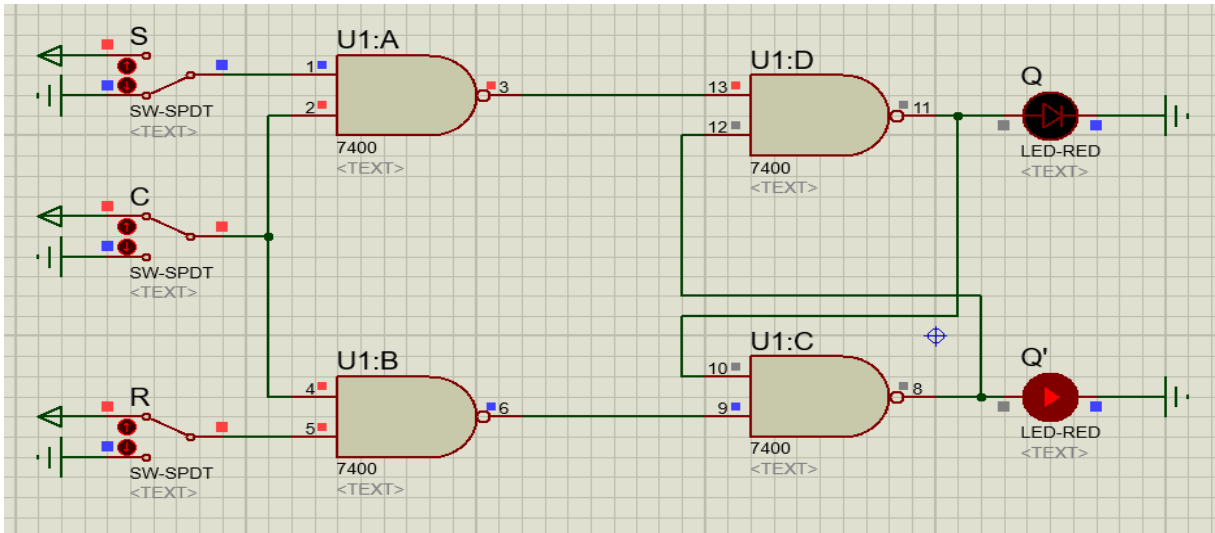 S
SW-SPDT
<TEXT>
C
SW-SPDT
<TEXT>
R
SW-SPDT
<TEXT>
U1:A
1
2
3
7400
<TEXT>
U1:B
4
5
6
7400
<TEXT>
U1:D
13
12
11
7400
<TEXT>
U1:C
10
9
8
7400
<TEXT>
Q
LED-RED
<TEXT>
Q'
LED-RED
<TEXT>